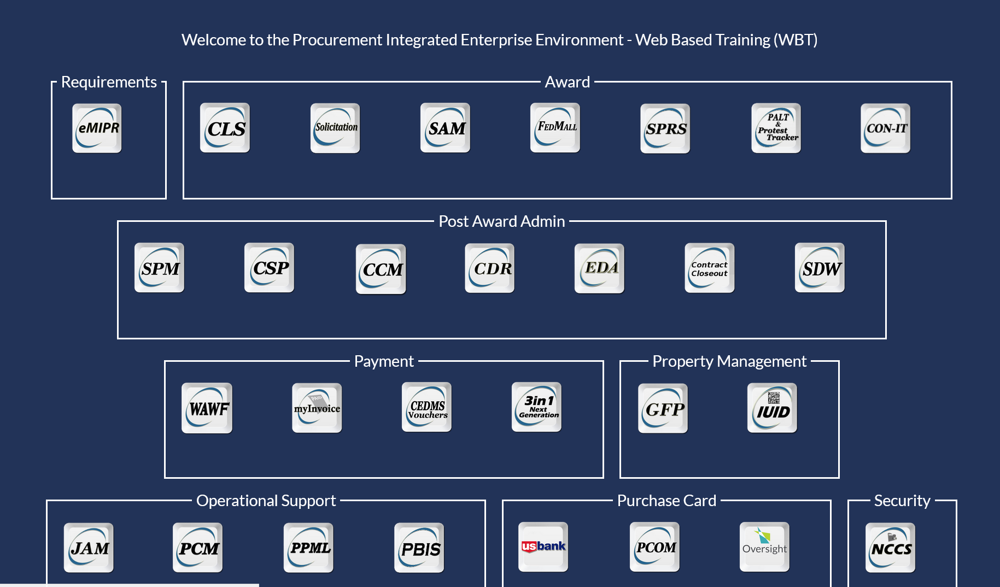 Welcome to the Procurement Integrated Enterprise Environment - Web Based Training (WBT)
Requirements
eMIPR
Award
CLS
Solicitation
SAM
FEDMALL
SPRS
PALT
&
Protest
Tracker
CON-IT
Post Award Admin
SPM
CSP
CCM
CDR
EDA
Contract
Closeout
SDW
Payment
WAWF
PAID
myInvoice
CEDMS
Vouchers
3in1
Next
Generation
Property Management
GFP
IUID
Operational Support
JAM
PCM
PPML
PBIS
Purchase Card
usbank
PCOM
Oversight
Security
NCCS